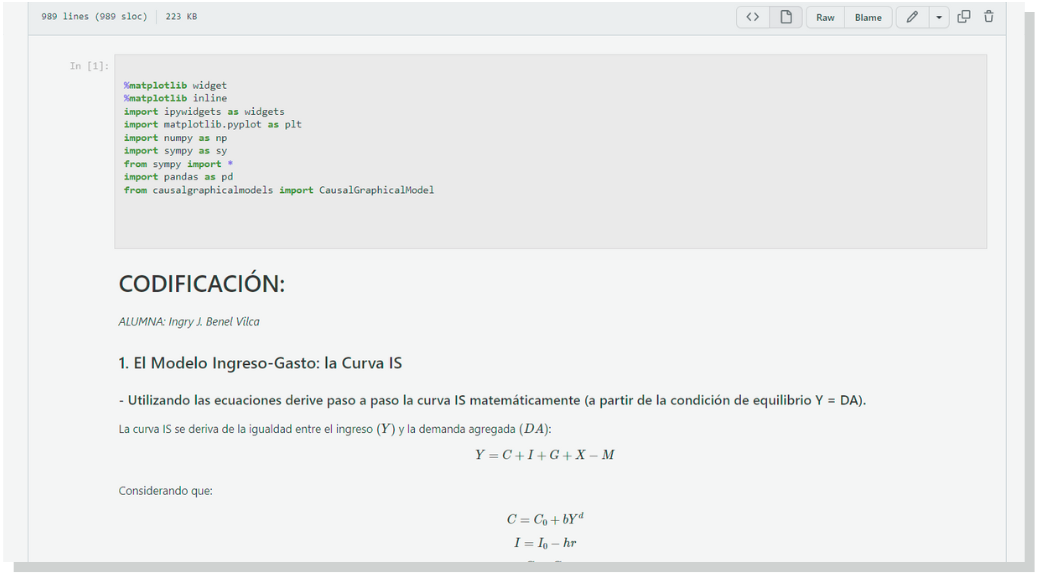 989 lines (989 sloc) 223 KB
<> Raw Blame
In [1]:
%matplotlib widget
%matplotlib inline
import ipywidgets as widgets
import matplotlib.pyplot as plt
import numpy as np
import sympy as sy
from sympy import *
import pandas as pd
from causalgraphicalmodels import CausalGraphicalModel
CODIFICACIÓN:
ALUMNA: Ingry J. Benel Vilca
1. El Modelo Ingreso-Gasto: la Curva IS
- Utilizando las ecuaciones derive paso a paso la curva IS matemáticamente (a partir de la condición de equilibrio Y = DA).
La curva IS se deriva de la igualdad entre el ingreso (Y) y la demanda agregada (DA):
Y = C + I + G + X − M
Considerando que:
C = C₀ + bYᵈ
I = I₀ − hr